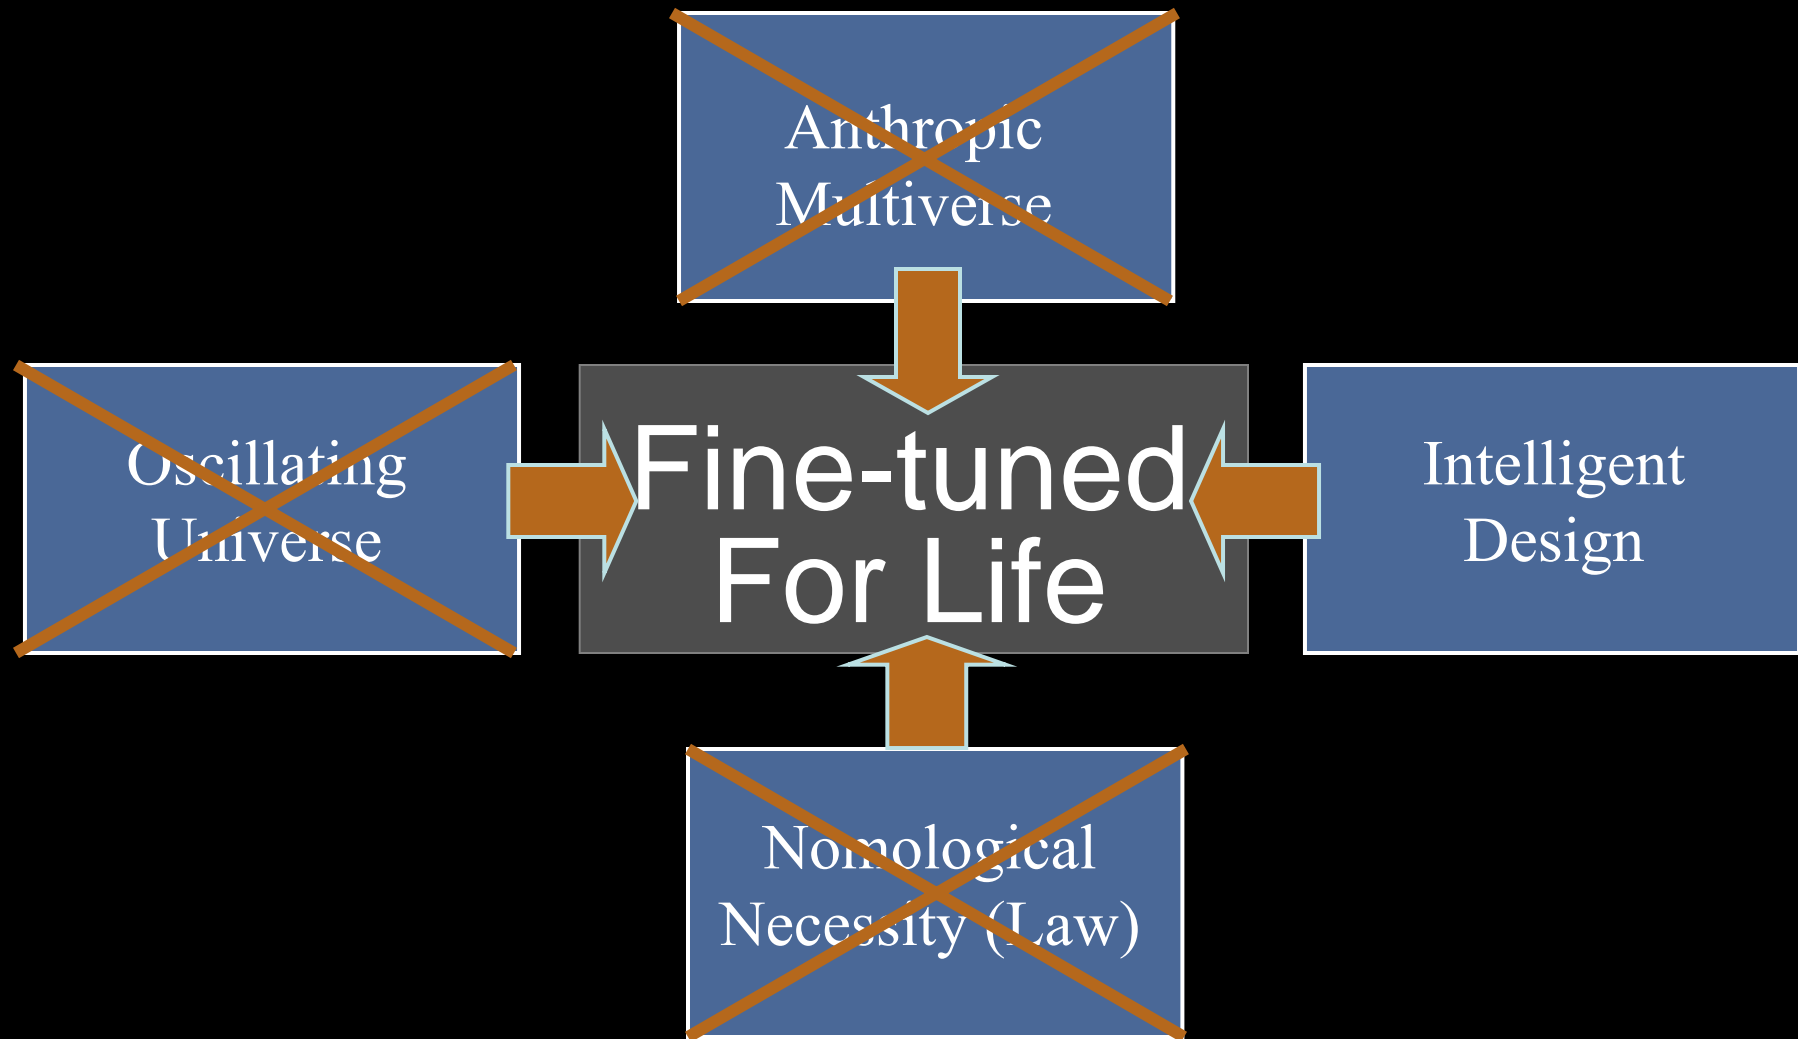 Anthropic
Multiverse
Oscillating
Universe
Fine-tuned
For Life
Intelligent
Design
Nomological
Necessity (Law)